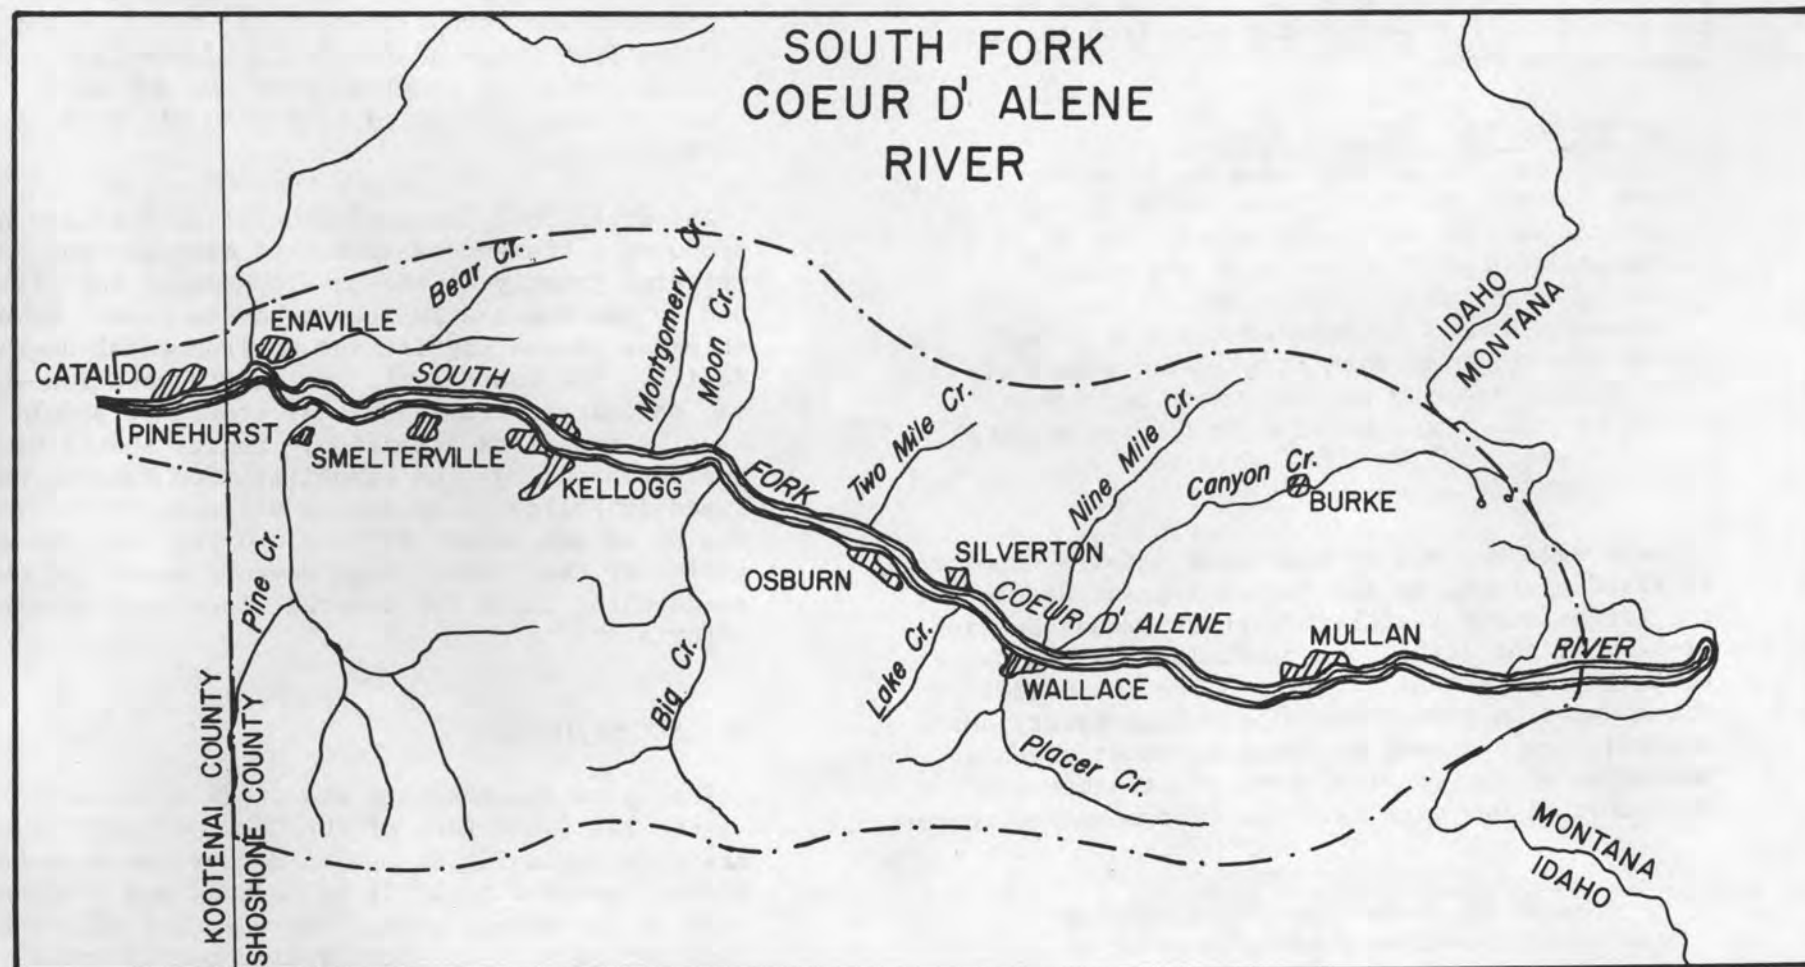 SOUTH FORK
COEUR D' ALENE
RIVER
Bear Cr.
Montgomery Cr.
Moon Cr.
IDAHO
MONTANA
ENAVILLE
CATALDO
SOUTH
PINEHURST
SMELTERVILLE
KELLOGG
FORK
Two Mile Cr.
Nine Mile Cr.
Canyon Cr.
BURKE
OSBURN
SILVERTON
COEUR
D' ALENE
MULLAN
RIVER
Pine Cr.
Big Cr.
Lake Cr.
WALLACE
Placer Cr.
KOOTENAI COUNTY
SHOSHONE COUNTY
MONTANA
IDAHO